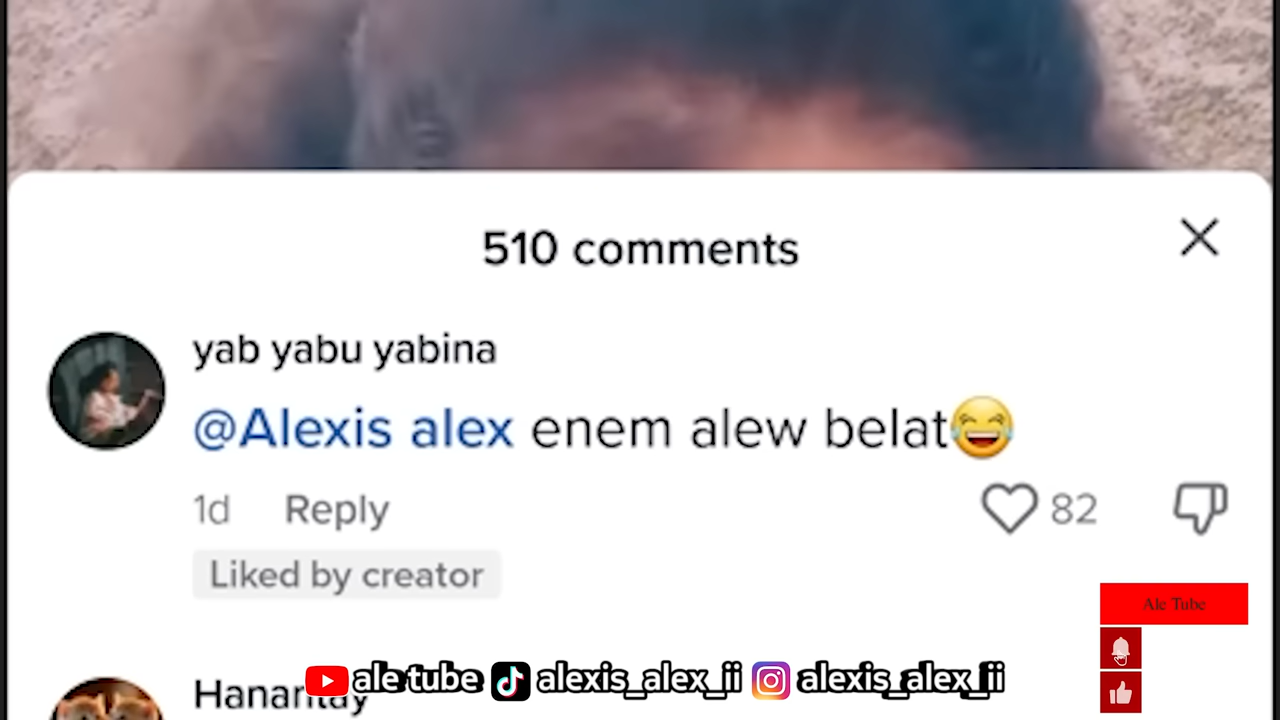 510 comments
yab yabu yabina
@Alexis alex enem alew belat😂
1d Reply 82
Liked by creator
Ale Tube
ale tube alexis_alex_ii alexis_alex_ii